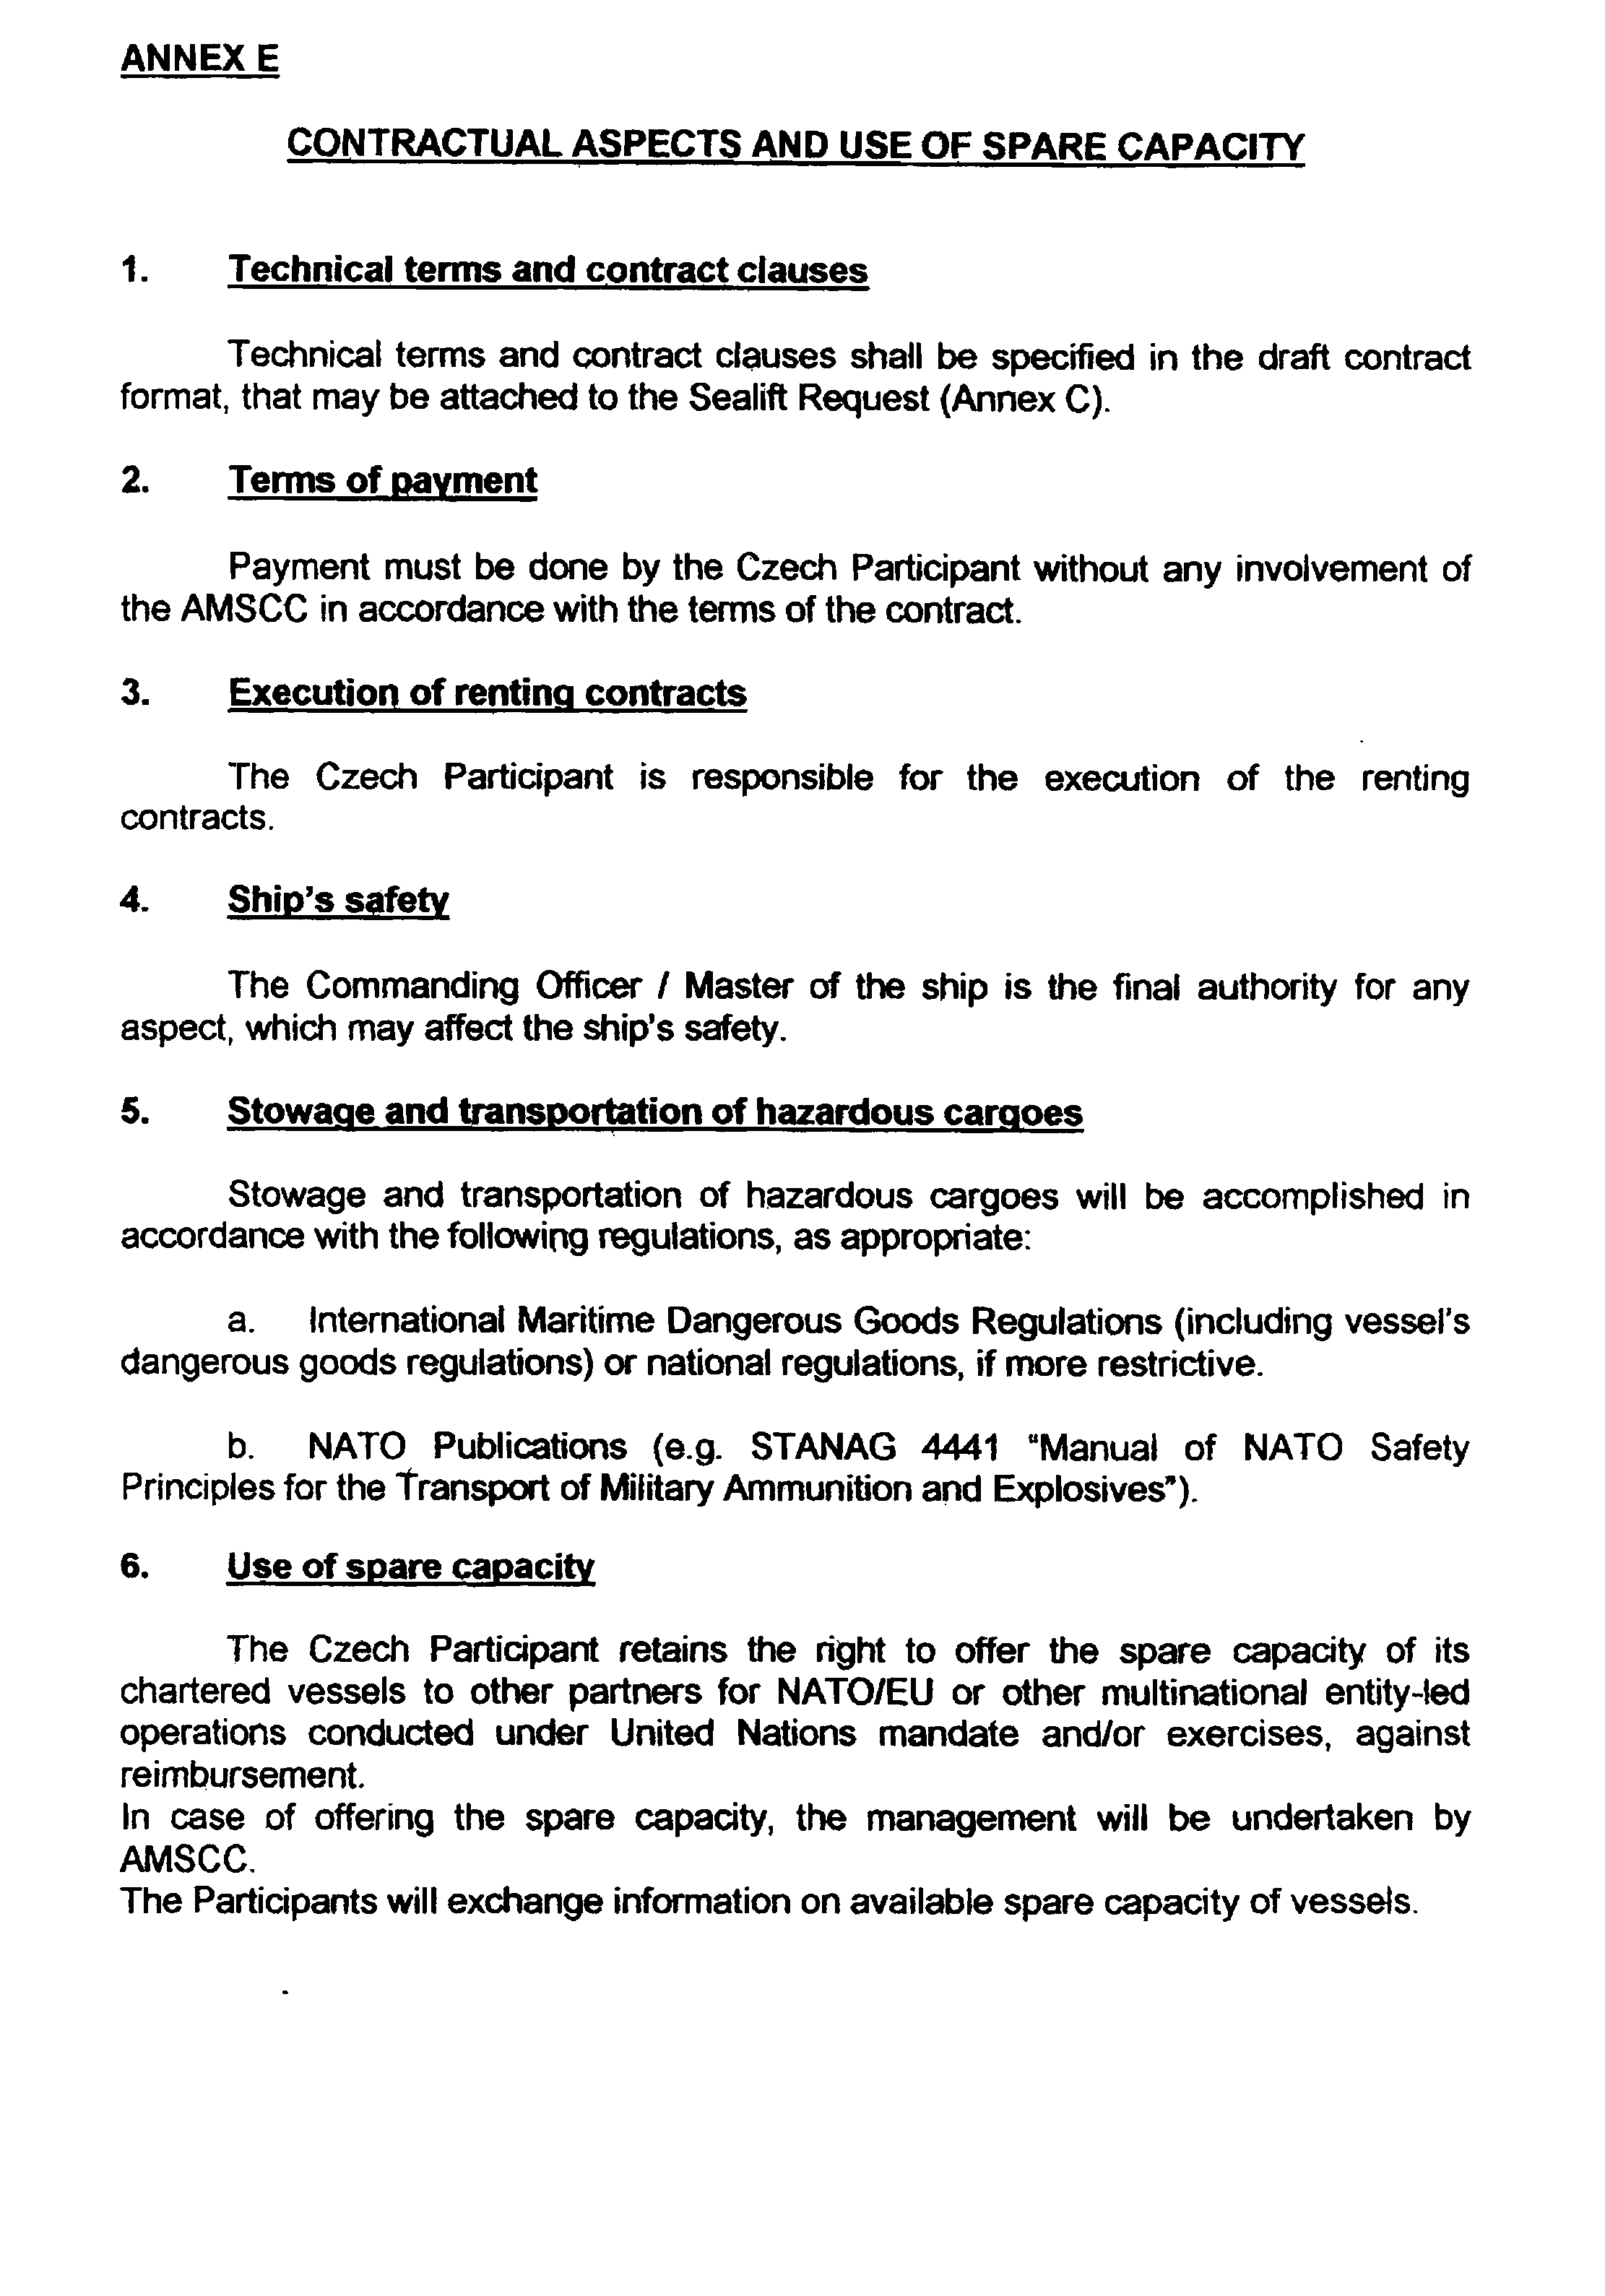 ANNEX E
CONTRACTUAL ASPECTS AND USE OF SPARE CAPACITY
1. Technical terms and contract clauses
Technical terms and contract clauses shall be specified in the draft contract
format, that may be attached to the Sealift Request (Annex C).
2. Terms of payment
Payment must be done by the Czech Participant without any involvement of
the AMSCC in accordance with the terms of the contract.
3. Execution of renting contracts
The Czech Participant is responsible for the execution of the renting
contracts.
4. Ship's safety
The Commanding Officer / Master of the ship is the final authority for any
aspect, which may affect the ship's safety.
5. Stowage and transportation of hazardous cargoes
Stowage and transportation of hazardous cargoes will be accomplished in
accordance with the following regulations, as appropriate:
a. International Maritime Dangerous Goods Regulations (including vessel's
dangerous goods regulations) or national regulations, if more restrictive.
b. NATO Publications (e.g. STANAG 4441 “Manual of NATO Safety
Principles for the Transport of Military Ammunition and Explosives”).
6. Use of spare capacity
The Czech Participant retains the right to offer the spare capacity of its
chartered vessels to other partners for NATO/EU or other multinational entity-led
operations conducted under United Nations mandate and/or exercises, against
reimbursement.
In case of offering the spare capacity, the management will be undertaken by
AMSCC.
The Participants will exchange information on available spare capacity of vessels.